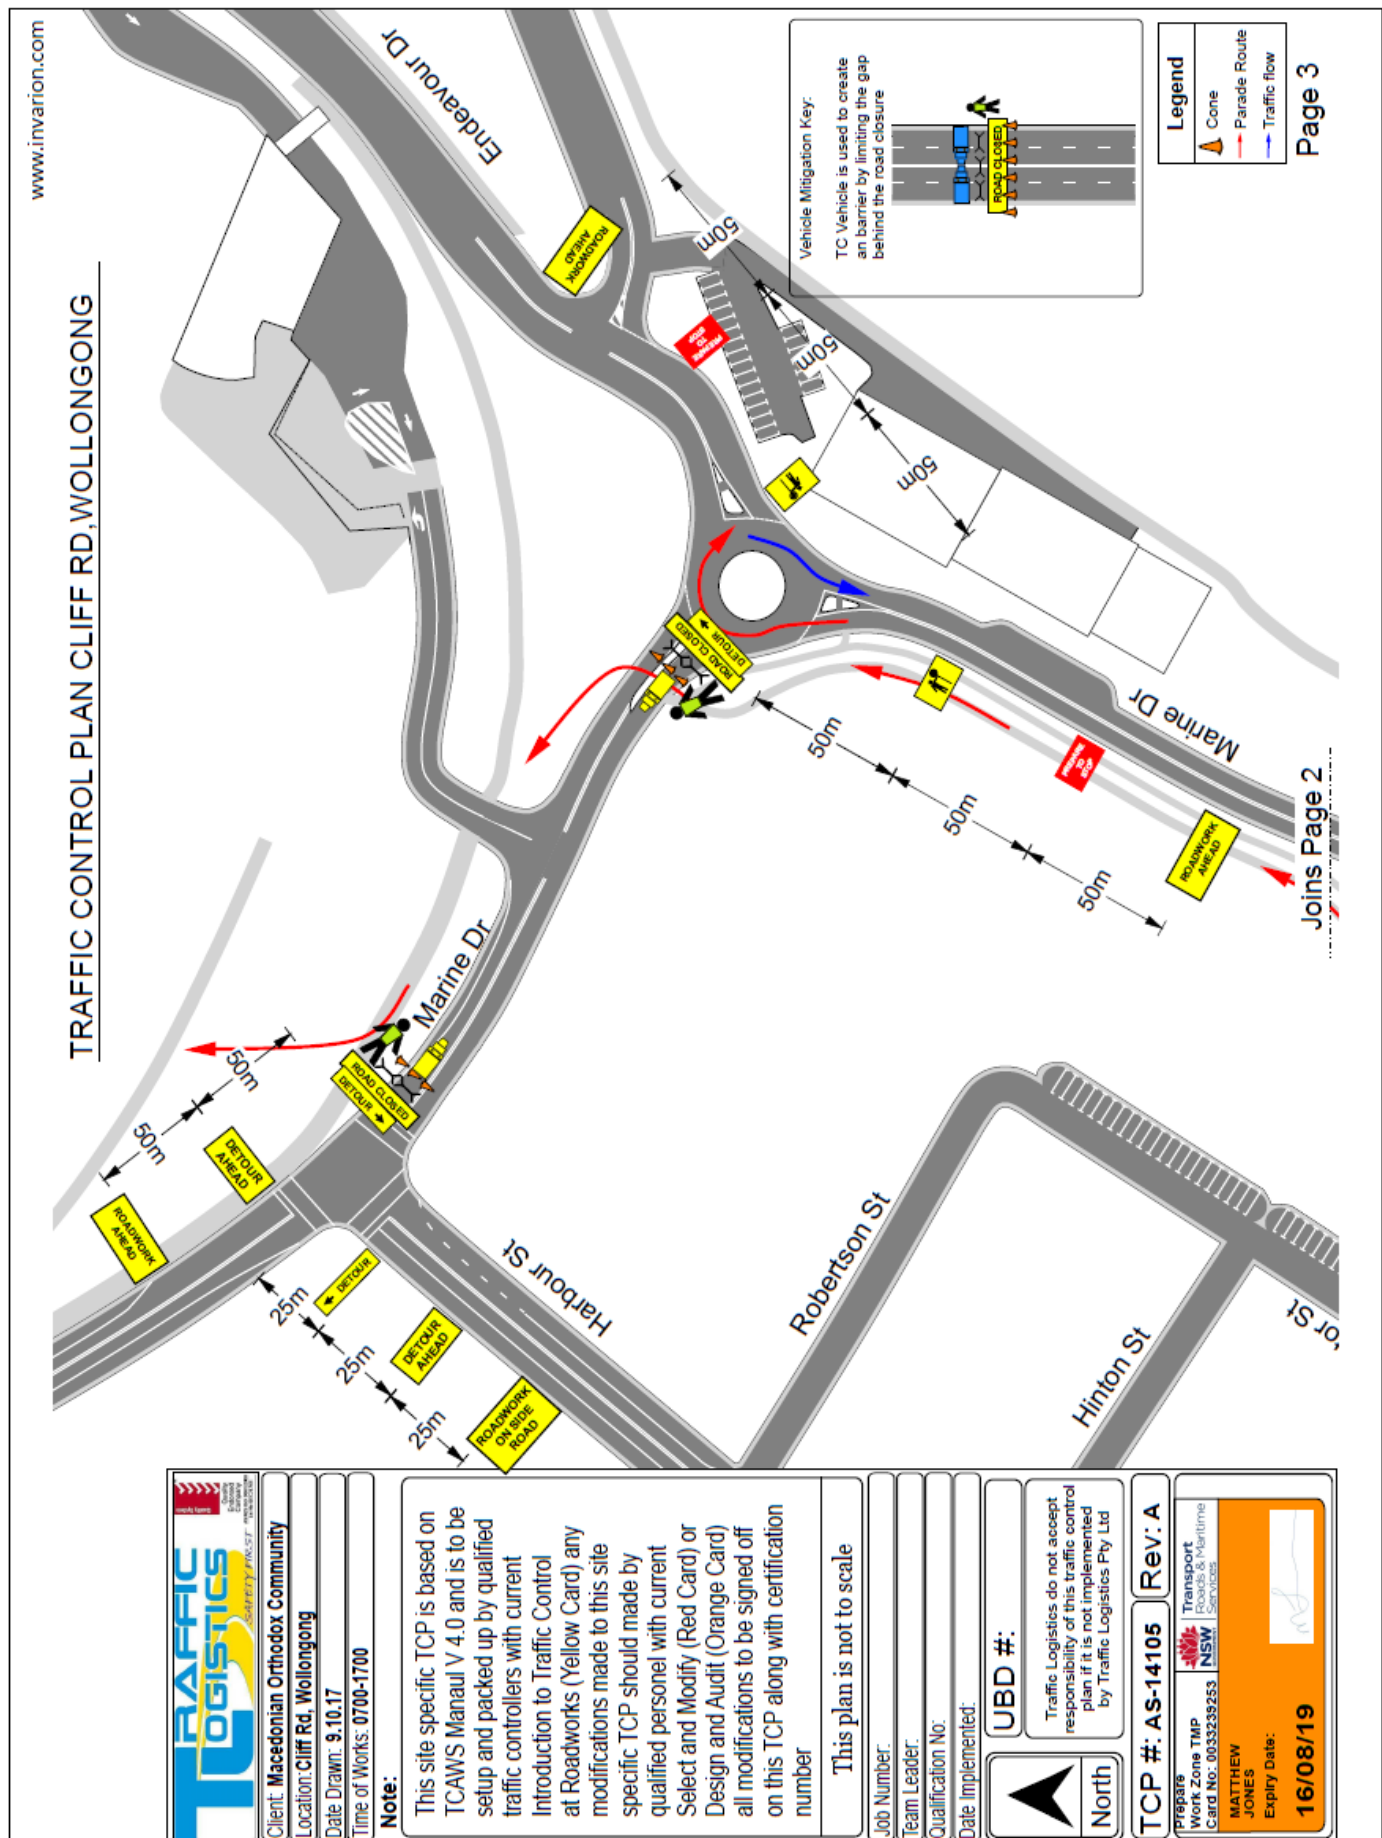 www.invarion.com
TRAFFIC CONTROL PLAN CLIFF RD,WOLLONGONG
Endeavour Dr
ROADWORK
AHEAD
PREPARE
TO
STOP
50m
50m
50m
Vehicle Mitigation Key:
TC Vehicle is used to create
an barrier by limiting the gap
behind the road closure
ROAD CLOSED
Legend
Cone
Parade Route
Traffic flow
Page 3
ROAD CLOSED
DETOUR
50m
50m
50m
PREPARE
TO
STOP
ROADWORK
AHEAD
Marine Dr
Joins Page 2
Marine Dr
ROAD CLOSED
DETOUR
50m
50m
DETOUR
AHEAD
ROADWORK
AHEAD
25m
25m
25m
DETOUR
DETOUR
AHEAD
ROADWORK
ON SIDE
ROAD
Harbour St
Robertson St
Hinton St
or St
TRAFFIC
LOGISTICS
SAFETY FIRST
Quality
Endorsed
Company
Client: Macedonian Orthodox Community
Location: Cliff Rd, Wollongong
Date Drawn: 9.10.17
Time of Works: 0700-1700
Note:
This site specific TCP is based on
TCAWS Manaul V 4.0 and is to be
setup and packed up by qualified
traffic controllers with current
Introduction to Traffic Control
at Roadworks (Yellow Card) any
modifications made to this site
specific TCP should made by
qualified personel with current
Select and Modify (Red Card) or
Design and Audit (Orange Card)
all modifications to be signed off
on this TCP along with certification
number
This plan is not to scale
Job Number:
Team Leader:
Qualification No:
Date Implemented:
UBD #:
North
Traffic Logistics do not accept
responsibility of this traffic control
plan if it is not implemented
by Traffic Logistics Pty Ltd
TCP #: AS-14105
Rev: A
Prepare
Work Zone TMP
Card No: 0033239253
NSW
Transport
Roads & Maritime
Services
MATTHEW
JONES
Expiry Date:
16/08/19